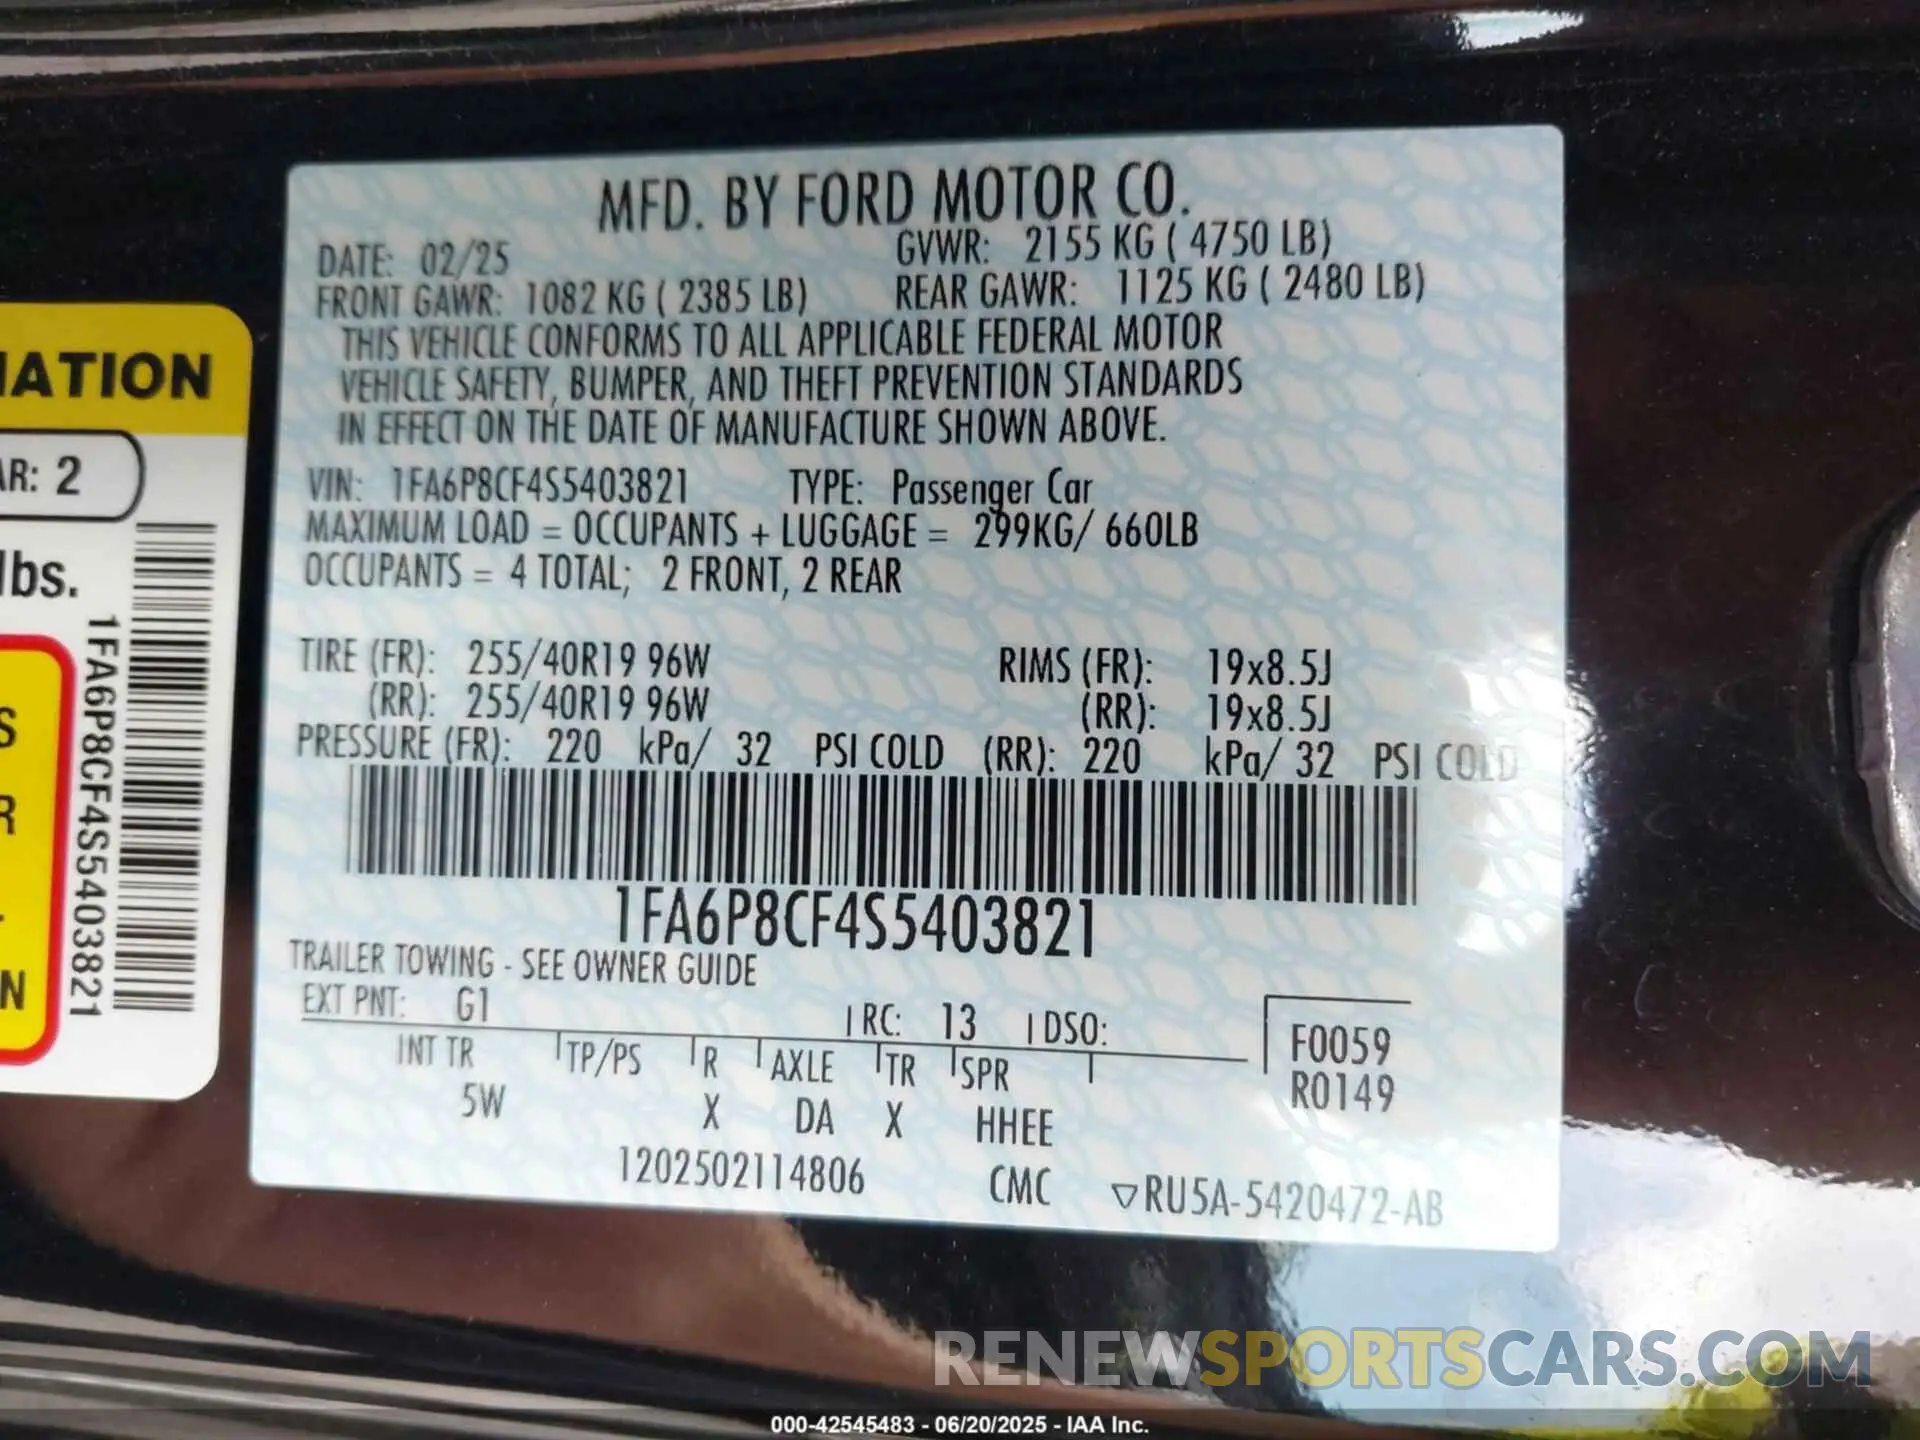 MFD. BY FORD MOTOR CO.
DATE: 02/25 GVWR: 2155 KG ( 4750 LB)
FRONT GAWR: 1082 KG ( 2385 LB) REAR GAWR: 1125 KG ( 2480 LB)
THIS VEHICLE CONFORMS TO ALL APPLICABLE FEDERAL MOTOR
VEHICLE SAFETY, BUMPER, AND THEFT PREVENTION STANDARDS
IN EFFECT ON THE DATE OF MANUFACTURE SHOWN ABOVE.
VIN: 1FA6P8CF4S5403821 TYPE: Passenger Car
MAXIMUM LOAD = OCCUPANTS + LUGGAGE = 299KG/ 660LB
OCCUPANTS = 4 TOTAL; 2 FRONT, 2 REAR
TIRE (FR): 255/40R19 96W RIMS (FR): 19x8.5J
(RR): 255/40R19 96W (RR): 19x8.5J
PRESSURE (FR): 220 kPa/ 32 PSI COLD (RR): 220 kPa/ 32 PSI COLD
1FA6P8CF4S5403821
TRAILER TOWING - SEE OWNER GUIDE
EXT PNT: G1 RC: 13 DSO:
INT TR TP/PS R AXLE TR SPR
5W X DA X HHEE
F0059
R0149
1202502114806 CMC ▽RU5A-5420472-AB
IATION
AR: 2
lbs.
1FA6P8CF4S5403821
S
R
N
RENEWSPORTSCARS.COM
000-42545483 - 06/20/2025 - IAA Inc.